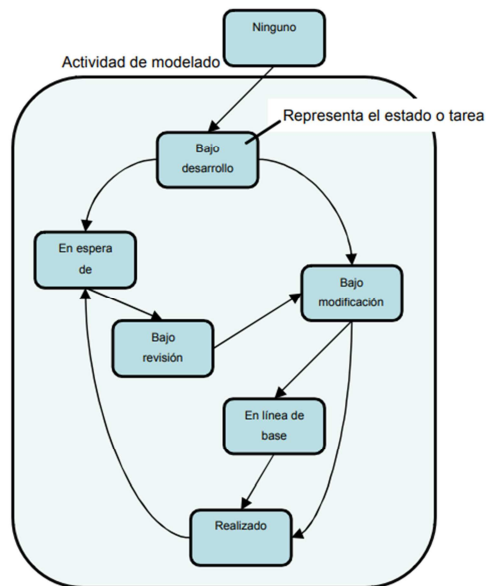 Ninguno
Actividad de modelado
Representa el estado o tarea
Bajo
desarrollo
En espera
de
Bajo
modificación
Bajo
revisión
En línea de
base
Realizado